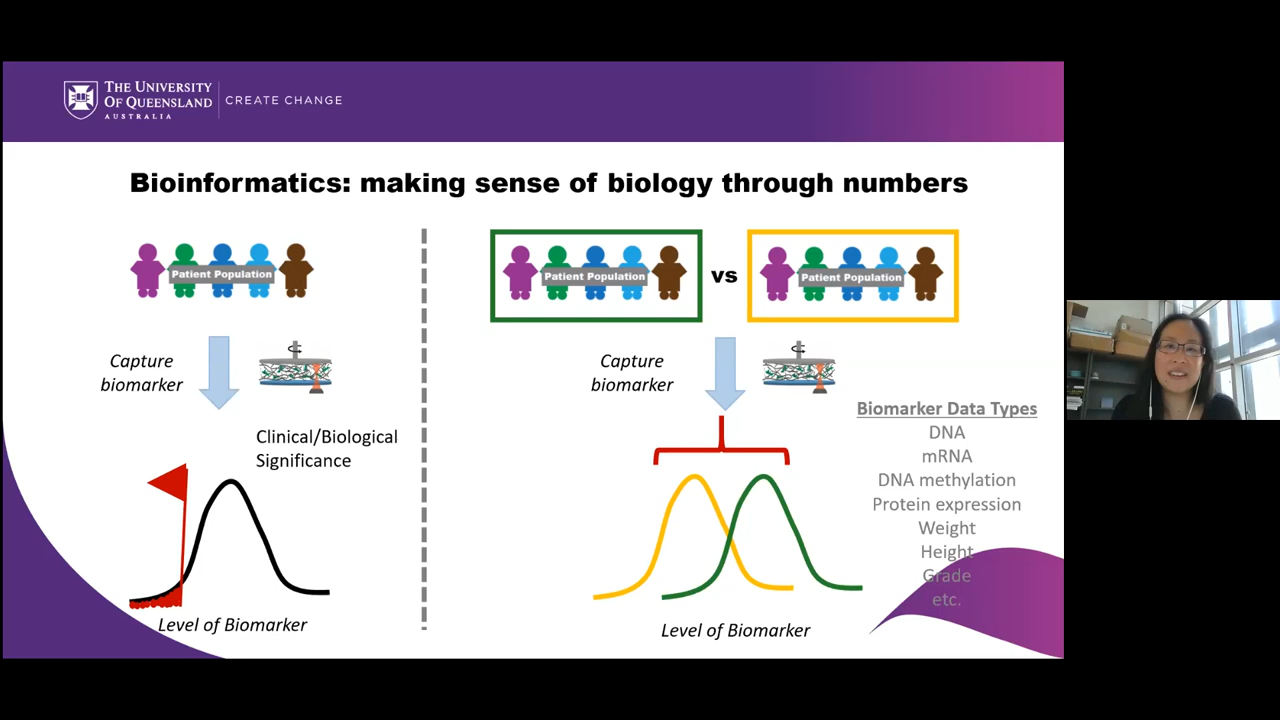 THE UNIVERSITY
OF QUEENSLAND
AUSTRALIA
CREATE CHANGE
Bioinformatics: making sense of biology through numbers
Patient Population
Capture
biomarker
Clinical/Biological
Significance
Level of Biomarker
Patient Population
vs
Patient Population
Capture
biomarker
Level of Biomarker
Biomarker Data Types
DNA
mRNA
DNA methylation
Protein expression
Weight
Height
Grade
etc.